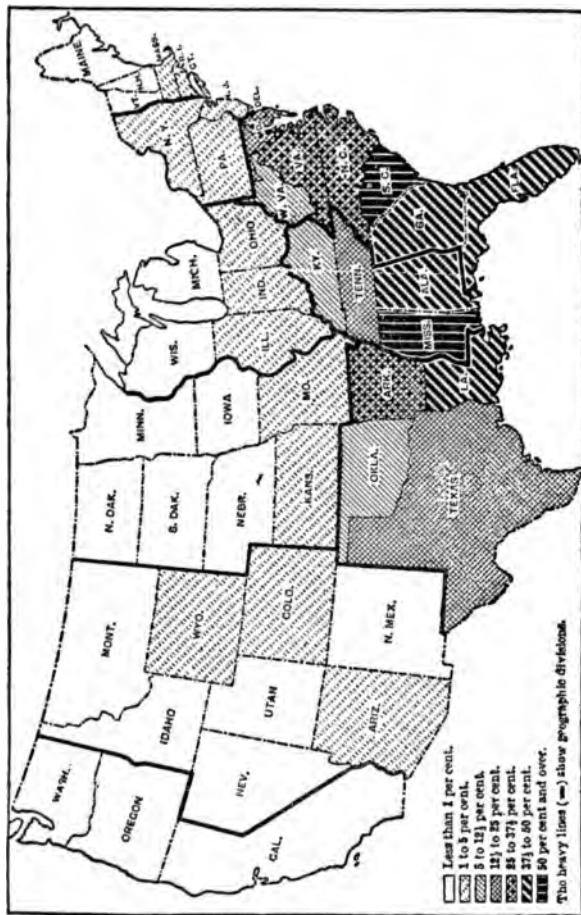 WASH.
OREGON
CAL.
NEV.
IDAHO
MONT.
WYO.
UTAH
COLO.
ARIZ.
N. MEX.
N. DAK.
S. DAK.
NEBR.
KANS.
OKLA.
TEXAS
MINN.
IOWA
MO.
ARK.
LA.
WIS.
MICH.
ILL.
IND.
OHIO
KY.
TENN.
MISS.
ALA.
GA.
FLA.
S.C.
N.C.
VA.
W. VA.
PA.
N. Y.
N.J.
DEL.
MAINE
VT.
N.H.
MASS.
R. I.
CT.
Less than 1 per cent.
1 to 5 per cent.
5 to 12½ per cent.
12½ to 25 per cent.
25 to 37½ per cent.
37½ to 50 per cent.
50 per cent and over.
The heavy lines (━) show geographic divisions.